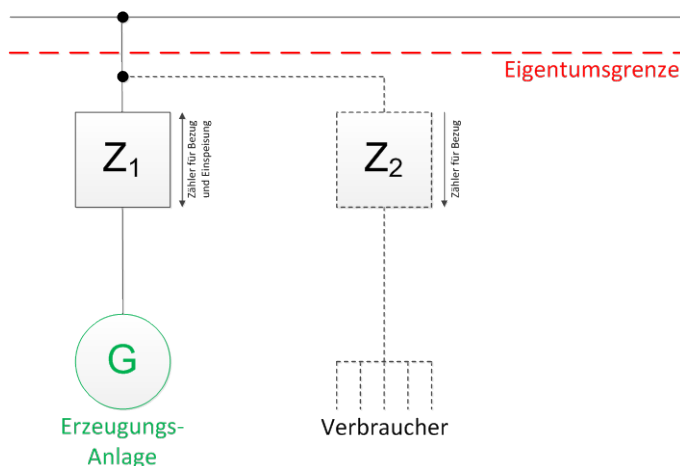 Eigentumsgrenze
Z₁
Zähler für Bezug
und Einspeisung
Z₂
Zähler für Bezug
G
Erzeugungs-
Anlage
Verbraucher